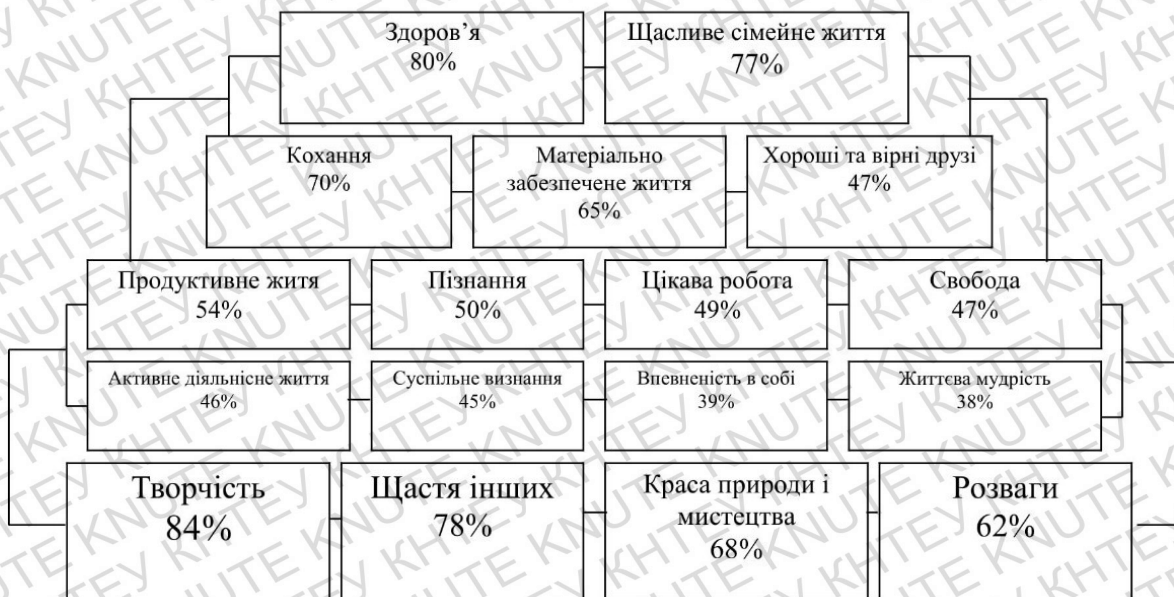 Здоров’я
80%
Щасливе сімейне життя
77%
Кохання
70%
Матеріально
забезпечене життя
65%
Хороші та вірні друзі
47%
Продуктивне житя
54%
Пізнання
50%
Цікава робота
49%
Свобода
47%
Активне діяльнісне життя
46%
Суспільне визнання
45%
Впевненість в собі
39%
Життєва мудрість
38%
Творчість
84%
Щастя інших
78%
Краса природи і
мистецтва
68%
Розваги
62%